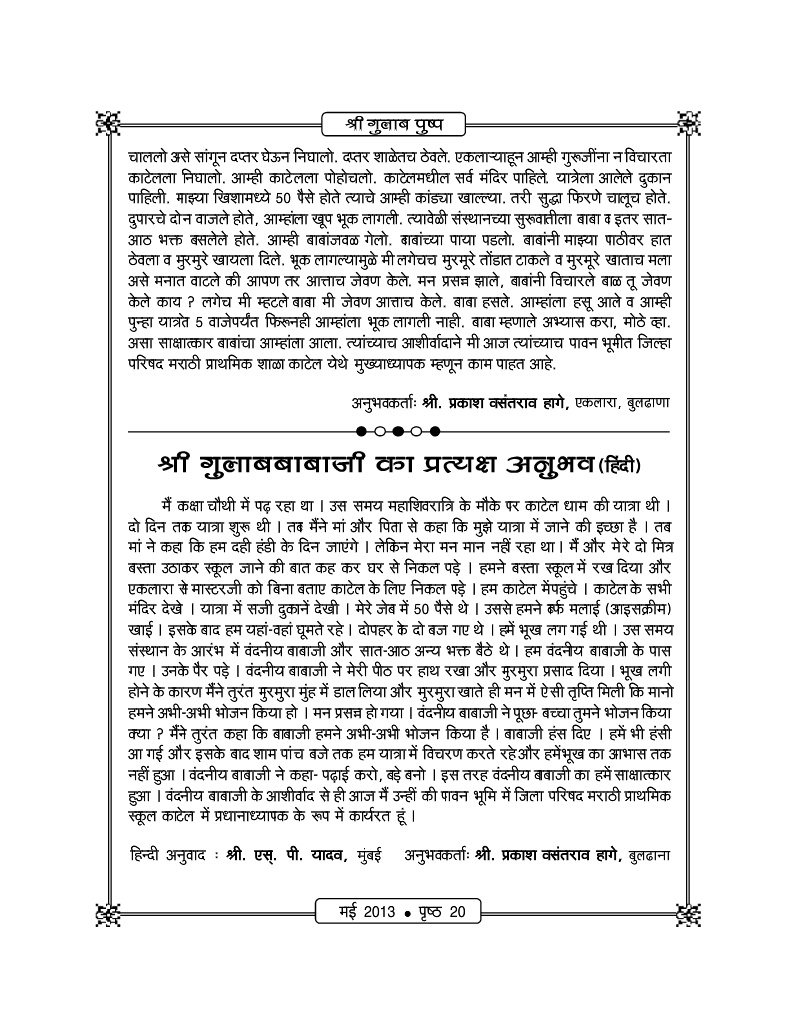 श्री गुलाब पुष्प
चाललो असे सांगून दप्तर घेऊन निघालो. दप्तर शाळेतच ठेवले. एकलाऱ्याहून आम्ही गुरूजींना न विचारता
काटेलला निघालो. आम्ही काटेलला पोहोचलो. काटेलमधील सर्व मंदिर पाहिले. यात्रेला आलेले दुकान
पाहिली. माझ्या खिशामध्ये 50 पैसे होते त्याचे आम्ही कांड्या खाल्ल्या. तरी सुद्धा फिरणे चालूच होते.
दुपारचे दोन वाजले होते, आम्हांला खूप भूक लागली. त्यावेळी संस्थानच्या सुरूवातीला बाबा व इतर सात-
आठ भक्त बसलेले होते. आम्ही बाबांजवळ गेलो. बाबांच्या पाया पडलो. बाबांनी माझ्या पाठीवर हात
ठेवला व मुरमुरे खायला दिले. भूक लागल्यामुळे मी लगेचच मुरमूरे तोंडात टाकले व मुरमूरे खाताच मला
असे मनात वाटले की आपण तर आत्ताच जेवण केले. मन प्रसन्न झाले, बाबांनी विचारले बाळ तू जेवण
केले काय ? लगेच मी म्हटले बाबा मी जेवण आत्ताच केले. बाबा हसले. आम्हांला हसू आले व आम्ही
पुन्हा यात्रेत 5 वाजेपर्यंत फिरूनही आम्हांला भूक लागली नाही. बाबा म्हणाले अभ्यास करा, मोठे व्हा.
असा साक्षात्कार बाबांचा आम्हांला आला. त्यांच्याच आशीर्वादाने मी आज त्यांच्याच पावन भूमीत जिल्हा
परिषद मराठी प्राथमिक शाळा काटेल येथे मुख्याध्यापक म्हणून काम पाहत आहे.
अनुभवकर्ताः श्री. प्रकाश वसंतराव हागे, एकलारा, बुलढाणा
श्री गुलाबबाबाजी का प्रत्यक्ष अनुभव (हिंदी)
मैं कक्षा चौथी में पढ़ रहा था । उस समय महाशिवरात्रि के मौके पर काटेल धाम की यात्रा थी ।
दो दिन तक यात्रा शुरू थी । तब मैंने मां और पिता से कहा कि मुझे यात्रा में जाने की इच्छा है । तब
मां ने कहा कि हम दही हंडी के दिन जाएंगे । लेकिन मेरा मन मान नहीं रहा था । मैं और मेरे दो मित्र
बस्ता उठाकर स्कूल जाने की बात कह कर घर से निकल पड़े । हमने बस्ता स्कूल में रख दिया और
एकलारा से मास्टरजी को बिना बताए काटेल के लिए निकल पड़े । हम काटेल में पहुंचे । काटेल के सभी
मंदिर देखे । यात्रा में सजी दुकानें देखी । मेरे जेब में 50 पैसे थे । उससे हमने बर्फ मलाई (आइसक्रीम)
खाई । इसके बाद हम यहां-वहां घूमते रहे । दोपहर के दो बज गए थे । हमें भूख लग गई थी । उस समय
संस्थान के आरंभ में वंदनीय बाबाजी और सात-आठ अन्य भक्त बैठे थे । हम वंदनीय बाबाजी के पास
गए । उनके पैर पड़े । वंदनीय बाबाजी ने मेरी पीठ पर हाथ रखा और मुरमुरा प्रसाद दिया । भूख लगी
होने के कारण मैंने तुरंत मुरमुरा मुंह में डाल लिया और मुरमुरा खाते ही मन में ऐसी तृप्ति मिली कि मानो
हमने अभी-अभी भोजन किया हो । मन प्रसन्न हो गया । वंदनीय बाबाजी ने पूछा- बच्चा तुमने भोजन किया
क्या ? मैंने तुरंत कहा कि बाबाजी हमने अभी-अभी भोजन किया है । बाबाजी हंस दिए । हमें भी हंसी
आ गई और इसके बाद शाम पांच बजे तक हम यात्रा में विचरण करते रहे और हमें भूख का आभास तक
नहीं हुआ । वंदनीय बाबाजी ने कहा- पढ़ाई करो, बड़े बनो । इस तरह वंदनीय बाबाजी का हमें साक्षात्कार
हुआ । वंदनीय बाबाजी के आशीर्वाद से ही आज मैं उन्हीं की पावन भूमि में जिला परिषद मराठी प्राथमिक
स्कूल काटेल में प्रधानाध्यापक के रूप में कार्यरत हूं ।
हिन्दी अनुवाद : श्री. एस्. पी. यादव, मुंबई अनुभवकर्ताः श्री. प्रकाश वसंतराव हागे, बुलढाना
मई 2013 ● पृष्ठ 20